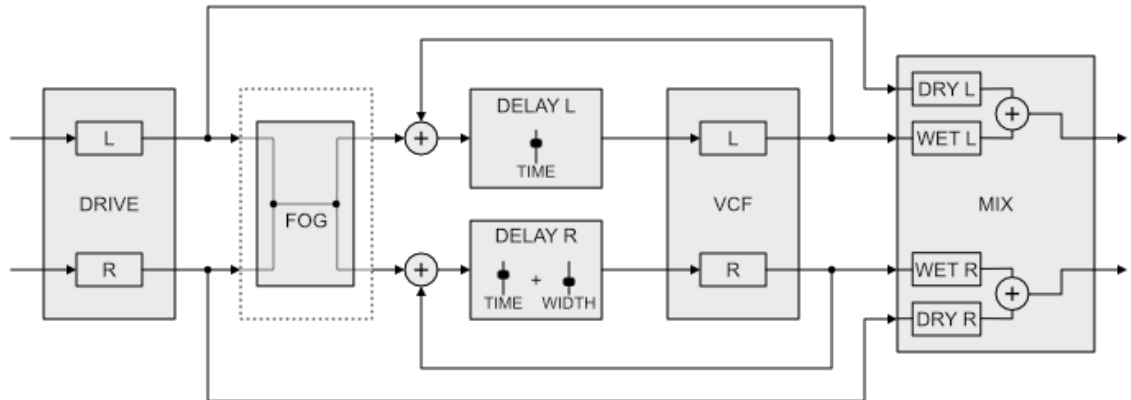 DRIVE
L
R
FOG
+
+
DELAY L
TIME
DELAY R
TIME + WIDTH
VCF
L
R
MIX
DRY L
WET L
+
WET R
DRY R
+